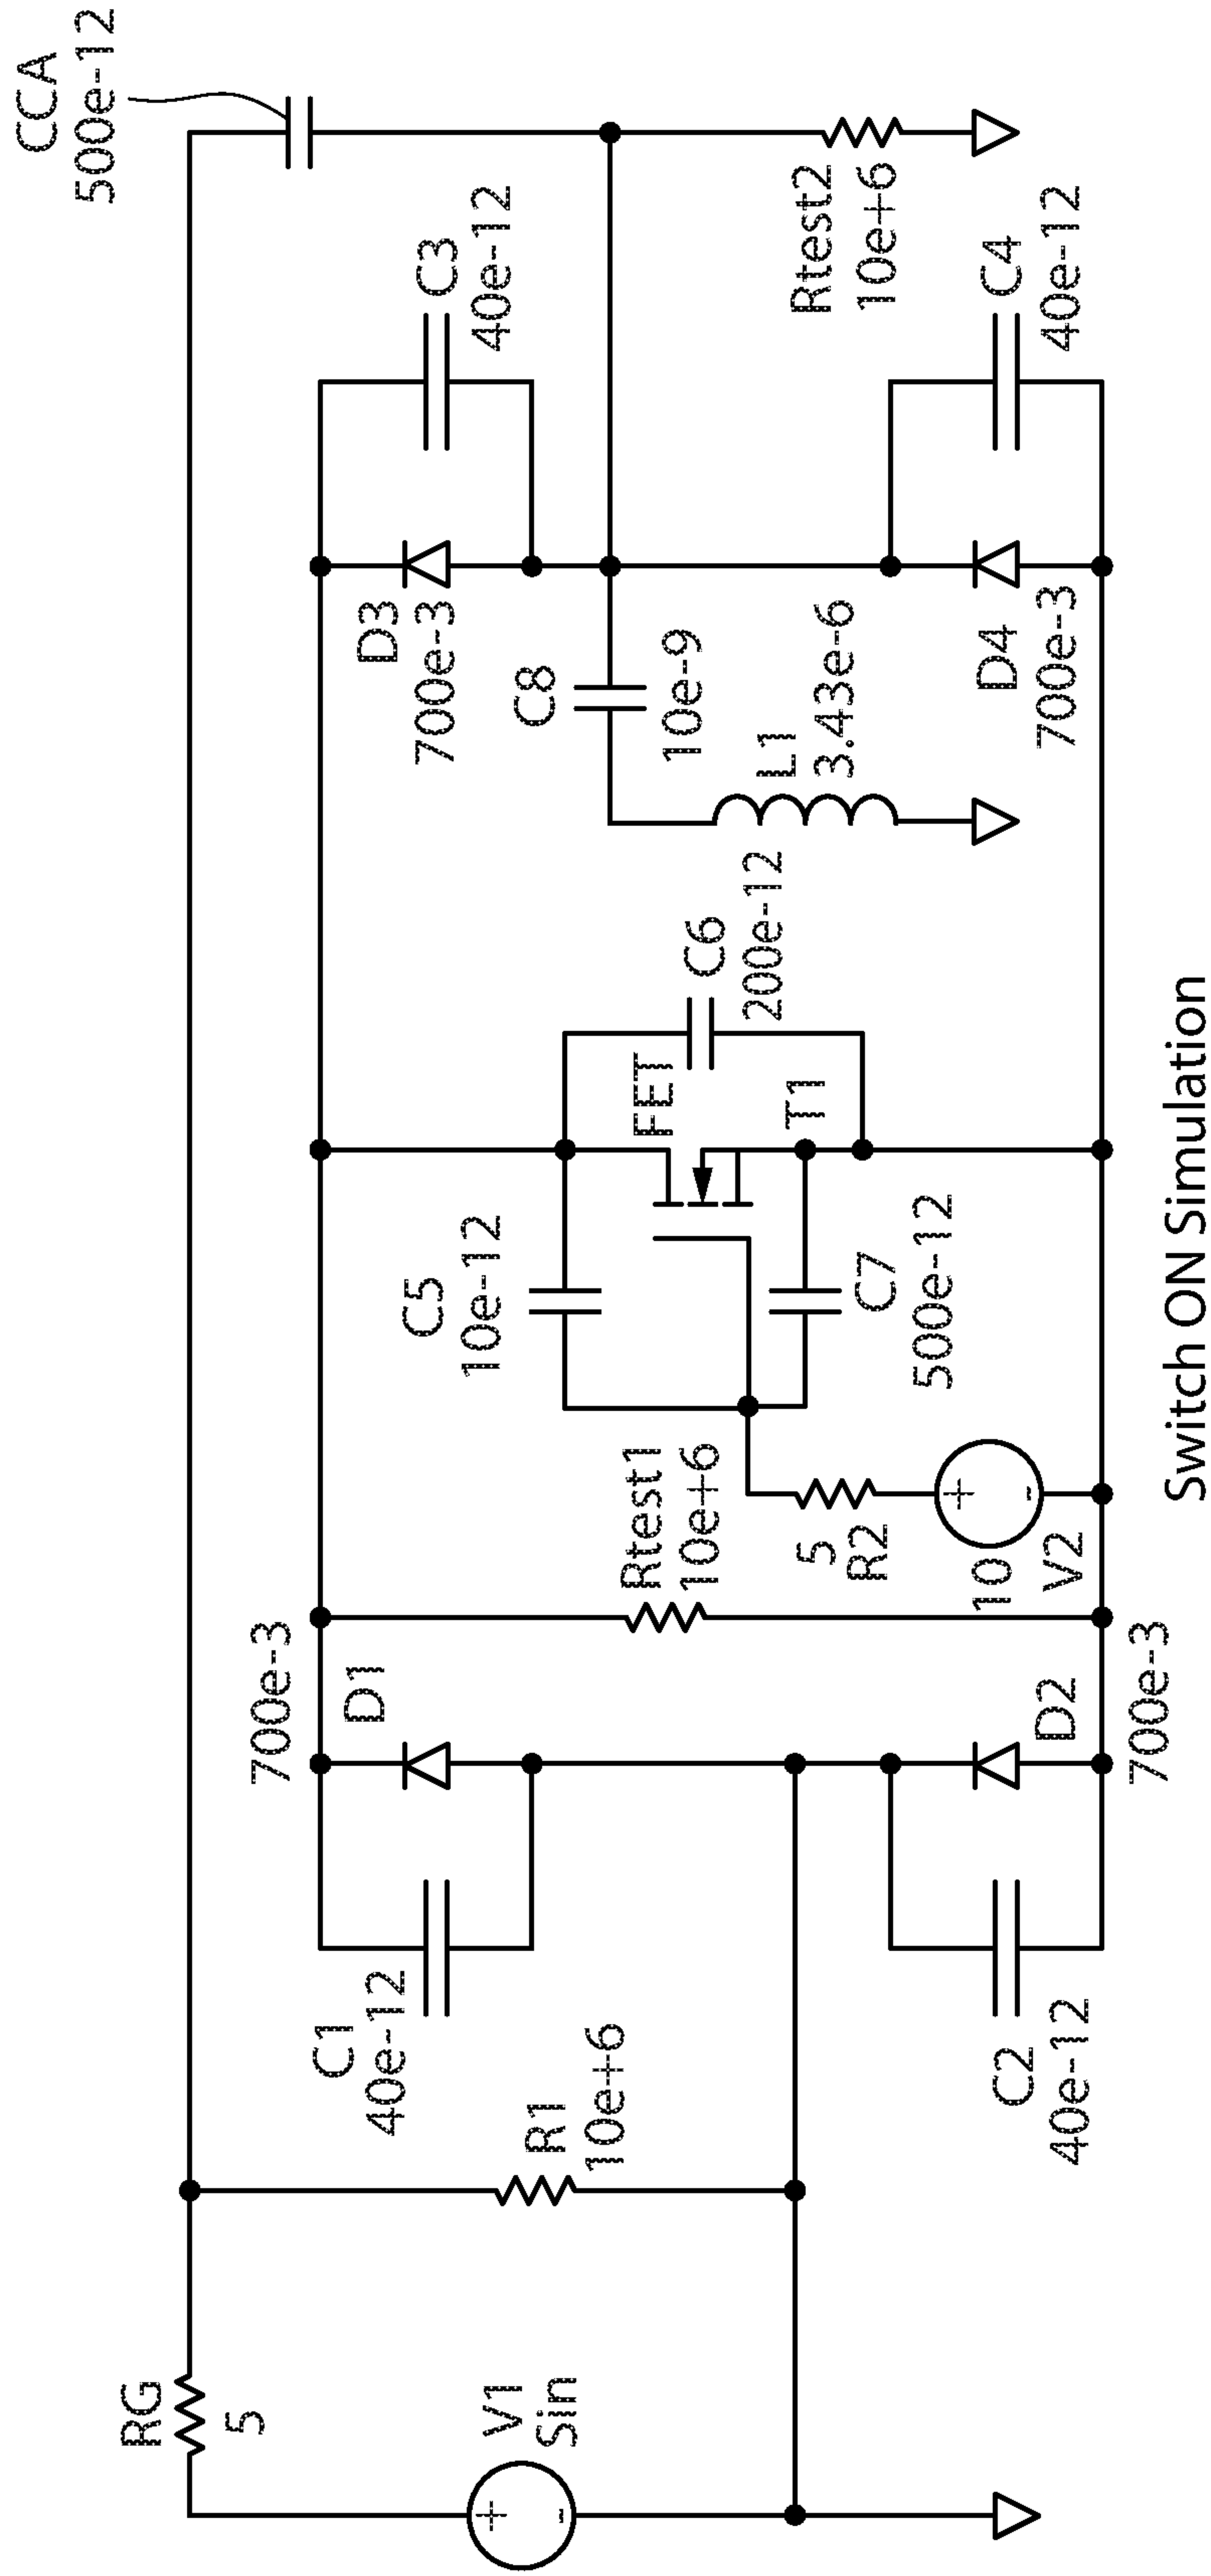 CCA
500e-12
RG
5
V1
Sin
+
-
R1
10e+6
C1
40e-12
700e-3
D1
C2
40e-12
D2
700e-3
Rtest1
10e+6
5
R2
10
V2
+
-
C5
10e-12
C7
500e-12
FET
T1
C6
200e-12
L1
3.43e-6
C8
10e-9
D3
700e-3
C3
40e-12
D4
700e-3
C4
40e-12
Rtest2
10e+6
Switch ON Simulation